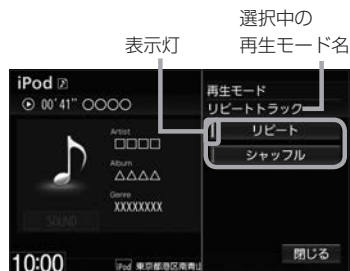 選択中の
表示灯 再生モード名
iPod
再生モード
00'41" ○○○○
リピートトラック
Artist
□□□□
リピート
Album
△△△△
シャッフル
Genre
XXXXXXXX
SOUND
閉じる
10:00
iPod 東京都港区南青山